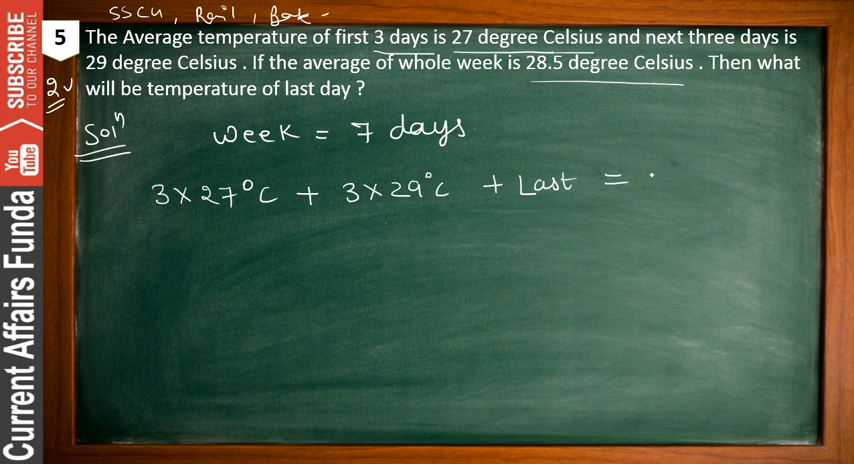 SSC CGL, Rail, Bank -
5 The Average temperature of first 3 days is 27 degree Celsius and next three days is
29 degree Celsius . If the average of whole week is 28.5 degree Celsius . Then what
will be temperature of last day ?
Solⁿ week = 7 days
3 × 27°C + 3 × 29°C + Last =
SUBSCRIBE
TO OUR CHANNEL
You Tube
Current Affairs Funda